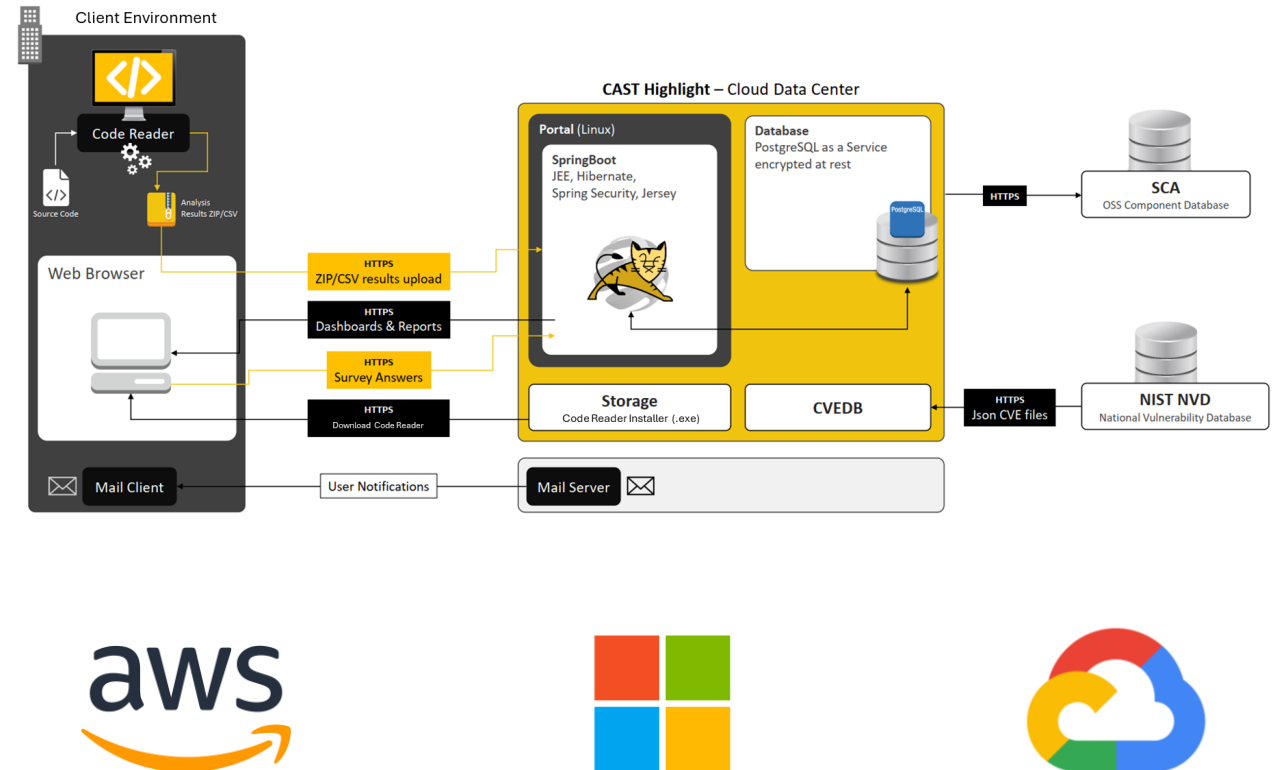 Client Environment
</>
Code Reader
</>
Source Code
Analysis
Results ZIP/CSV
Web Browser
HTTPS
ZIP/CSV results upload
HTTPS
Dashboards & Reports
HTTPS
Survey Answers
HTTPS
Download Code Reader
Mail Client
User Notifications
CAST Highlight – Cloud Data Center
Portal (Linux)
SpringBoot
JEE, Hibernate,
Spring Security, Jersey
Database
PostgreSQL as a Service
encrypted at rest
PostgreSQL
Storage
Code Reader Installer (.exe)
CVEDB
Mail Server
HTTPS
SCA
OSS Component Database
HTTPS
Json CVE files
NIST NVD
National Vulnerability Database
aws